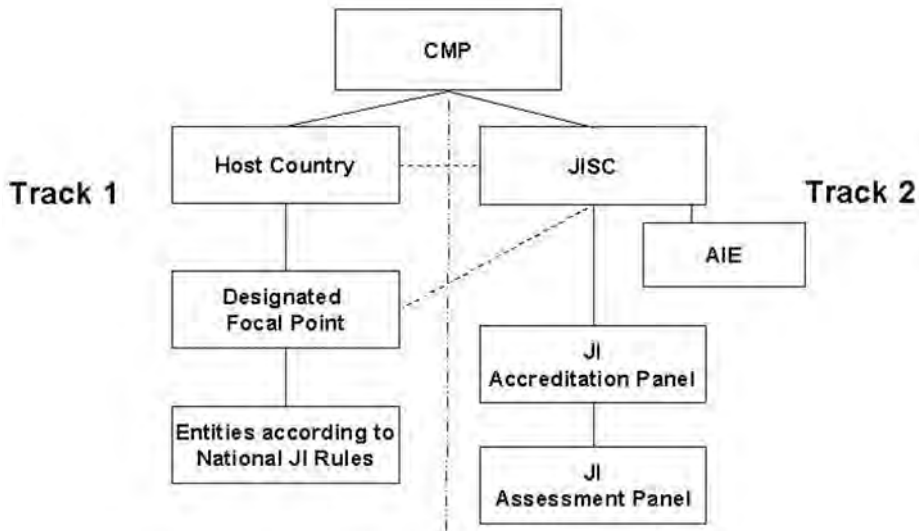 CMP
Host Country
JISC
Track 1
Track 2
AIE
Designated
Focal Point
JI
Accreditation Panel
Entities according to
National JI Rules
JI
Assessment Panel